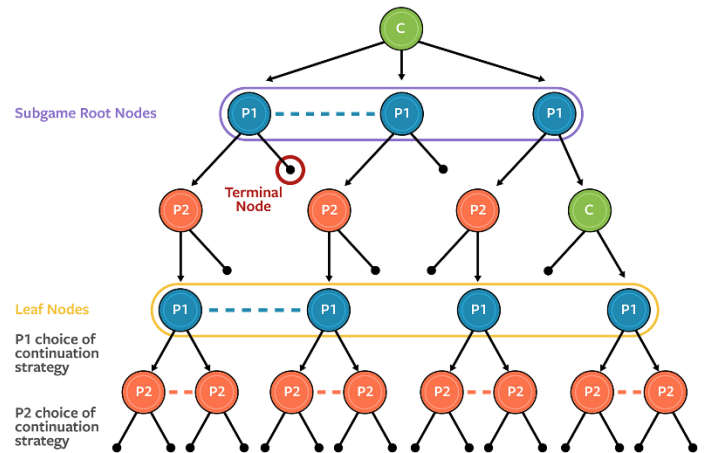 C
Subgame Root Nodes
P1
P1
P1
Terminal
Node
P2
P2
P2
C
Leaf Nodes
P1
P1
P1
P1
P1 choice of
continuation
strategy
P2
P2
P2
P2
P2
P2
P2
P2
P2 choice of
continuation
strategy